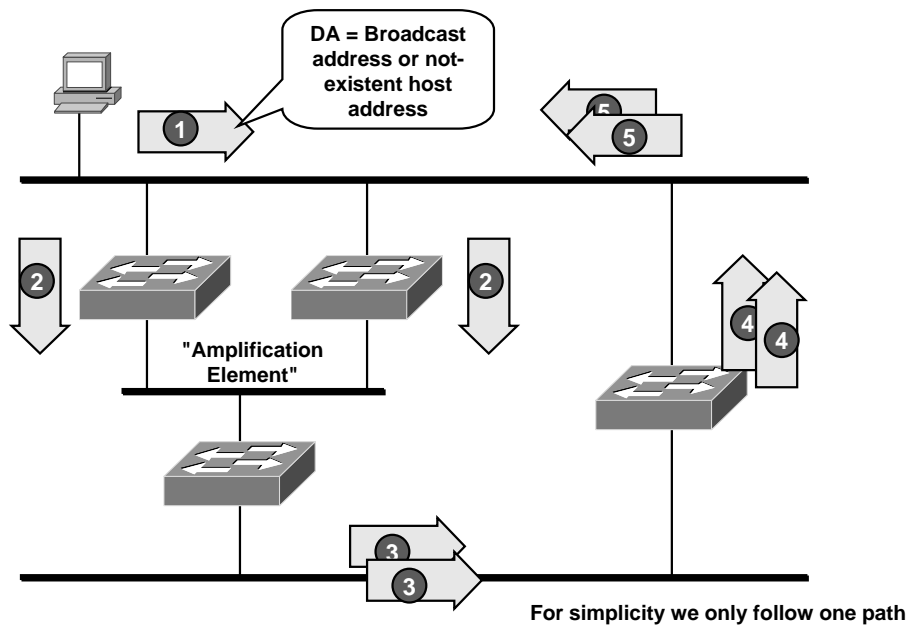 DA = Broadcast
address or not-
existent host
address
1
5
5
2
2
"Amplification
Element"
4
4
3
3
For simplicity we only follow one path